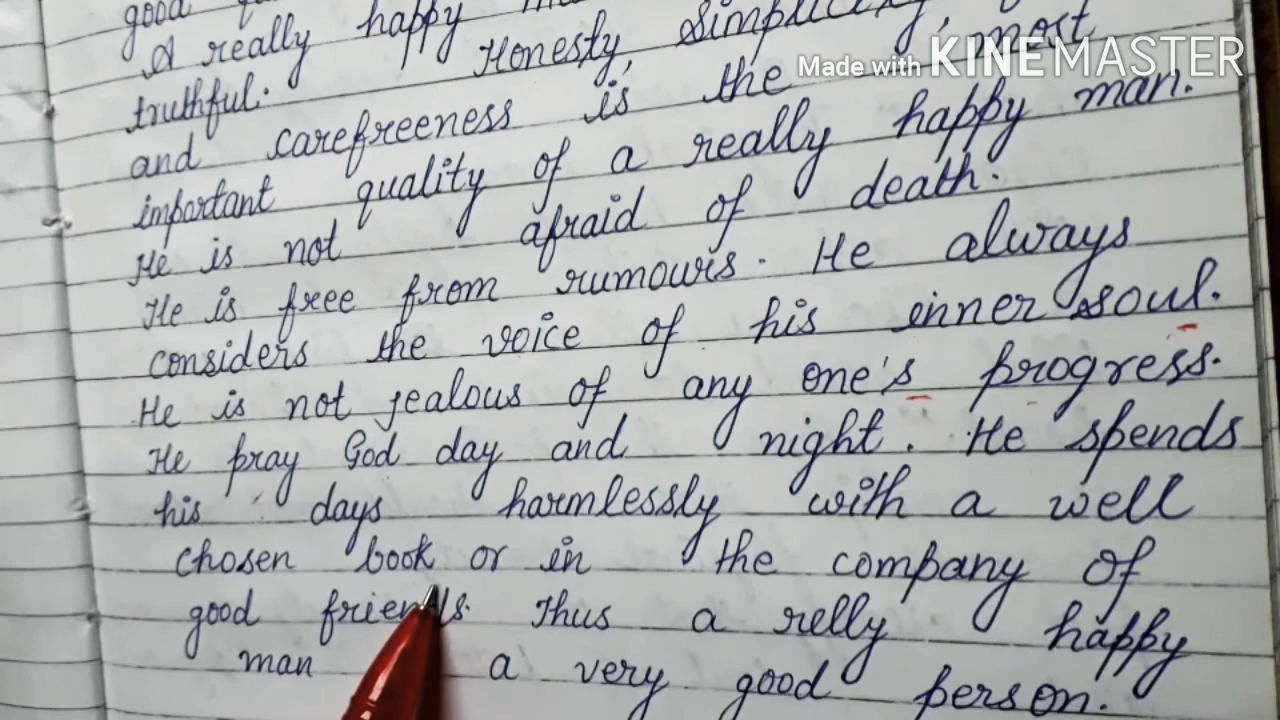 good
A really happy
truthful. Honesty, simplicity,
and carefreeness is the most
important quality of a really happy man.
He is not afraid of death.
He is free from rumours. He always
considers the voice of his inner soul.
He is not jealous of any one's progress.
He pray God day and night. He spends
his days harmlessly with a well
chosen book or in the company of
good friends. Thus a relly happy
man a very good person.
Made with KINEMASTER